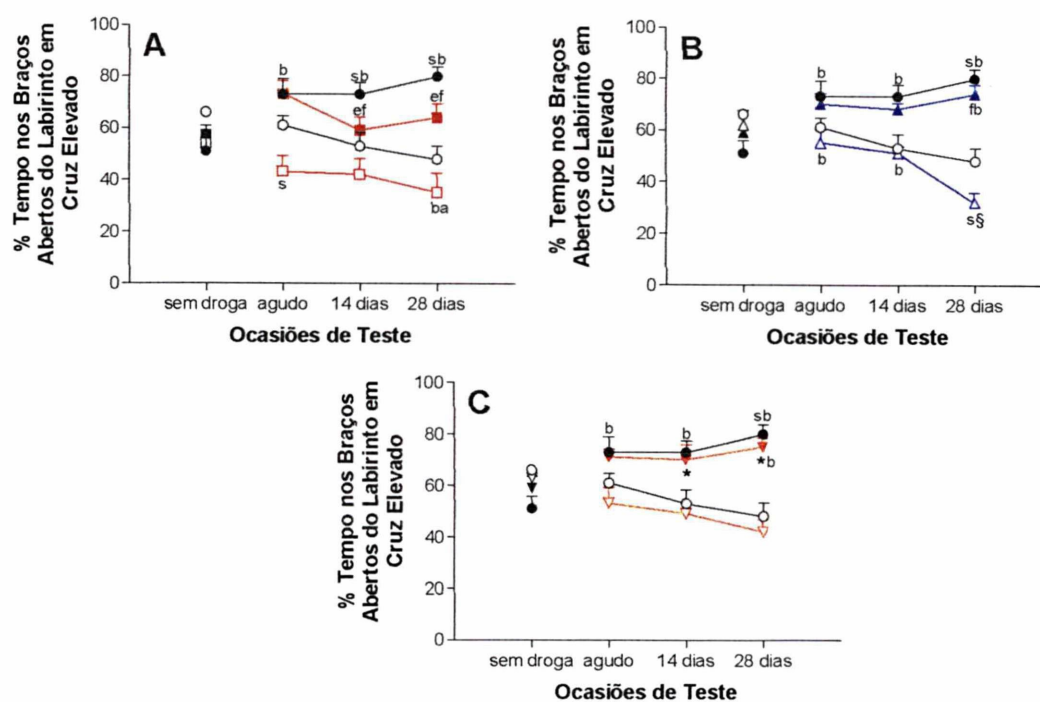 A
% Tempo nos Braços
Abertos do Labirinto em
Cruz Elevado
100
80
60
40
20
0
b
sb
sb
ef
ef
s
ba
sem droga
agudo
14 dias
28 dias
Ocasiões de Teste
B
% Tempo nos Braços
Abertos do Labirinto em
Cruz Elevado
100
80
60
40
20
0
b
b
sb
fb
b
b
s§
sem droga
agudo
14 dias
28 dias
Ocasiões de Teste
C
% Tempo nos Braços
Abertos do Labirinto em
Cruz Elevado
100
80
60
40
20
0
b
b
sb
★
★b
sem droga
agudo
14 dias
28 dias
Ocasiões de Teste